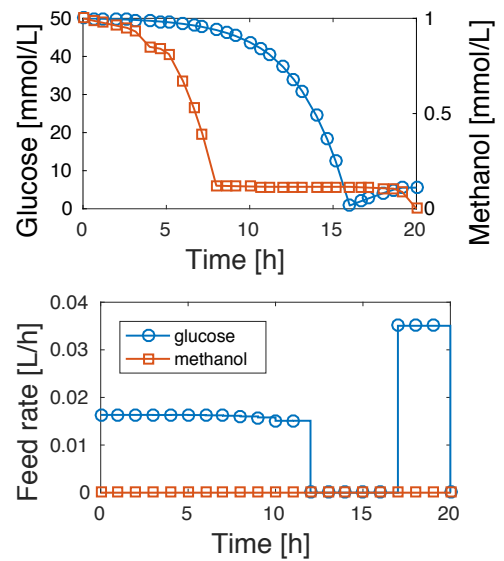 50
40
30
20
10
0
Glucose [mmol/L]
1
0.5
0
Methanol [mmol/L]
0 5 10 15 20
Time [h]
0.04
0.03
0.02
0.01
0
Feed rate [L/h]
glucose
methanol
0 5 10 15 20
Time [h]